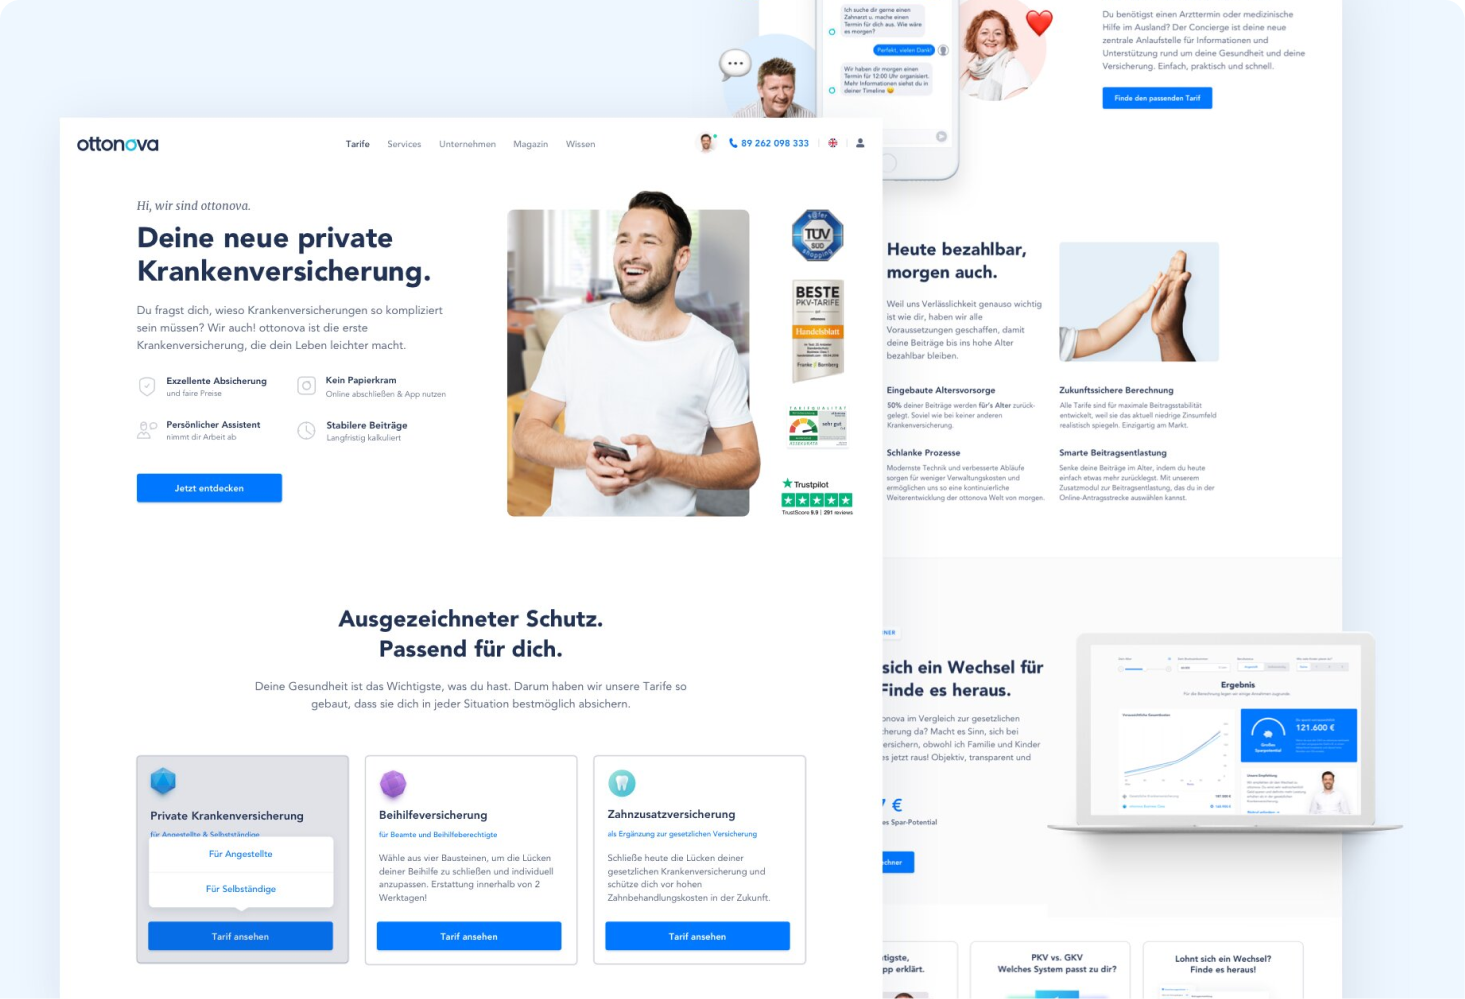 ottonova
Tarife
Services
Unternehmen
Magazin
Wissen
89 262 098 333
Hi, wir sind ottonova.
Deine neue private
Krankenversicherung.
Du fragst dich, wieso Krankenversicherungen so kompliziert
sein müssen? Wir auch! ottonova ist die erste
Krankenversicherung, die dein Leben leichter macht.
Exzellente Absicherung
und faire Preise
Kein Papierkram
Online abschließen & App nutzen
Persönlicher Assistent
nimmt dir Arbeit ab
Stabilere Beiträge
Langfristig kalkuliert
Jetzt entdecken
TÜV
SÜD
BESTE
PKV-TARIFE
Handelsblatt
Franke Bornberg
TARIFQUALITÄT
sehr gut
Trustpilot
TrustScore 9.9 | 291 reviews
Ausgezeichneter Schutz.
Passend für dich.
Deine Gesundheit ist das Wichtigste, was du hast. Darum haben wir unsere Tarife so
gebaut, dass sie dich in jeder Situation bestmöglich absichern.
Private Krankenversicherung
für Angestellte & Selbstständige
Für Angestellte
Für Selbständige
Tarif ansehen
Beihilfeversicherung
für Beamte und Beihilfeberechtigte
Wähle aus vier Bausteinen, um die Lücken
deiner Beihilfe zu schließen und individuell
anzupassen. Erstattung innerhalb von 2
Werktagen!
Tarif ansehen
Zahnzusatzversicherung
als Ergänzung zur gesetzlichen Versicherung
Schließe heute die Lücken deiner
gesetzlichen Krankenversicherung und
schütze dich vor hohen
Zahnbehandlungskosten in der Zukunft.
Tarif ansehen
Ich suche dir gerne einen
Zahnarzt u. mache einen
Termin für dich aus. Wie wäre
es morgen?
Perfekt, vielen Dank!
Wir haben dir morgen einen
Termin für 12:00 Uhr organisiert.
Mehr Informationen siehst du in
deiner Timeline
Du benötigst einen Arzttermin oder medizinische
Hilfe im Ausland? Der Concierge ist deine neue
zentrale Anlaufstelle für Informationen und
Unterstützung rund um deine Gesundheit und deine
Versicherung. Einfach, praktisch und schnell.
Finde den passenden Tarif
Heute bezahlbar,
morgen auch.
Weil uns Verlässlichkeit genauso wichtig
ist wie dir, haben wir alle
Voraussetzungen geschaffen, damit
deine Beiträge bis ins hohe Alter
bezahlbar bleiben.
Eingebaute Altersvorsorge
50% deiner Beiträge werden für's Alter zurück-
gelegt. Soviel wie bei keiner anderen
Krankenversicherung.
Zukunftssichere Berechnung
Alle Tarife sind für maximale Beitragsstabilität
entwickelt, weil sie das aktuell niedrige Zinsumfeld
realistisch spiegeln. Einzigartig am Markt.
Schlanke Prozesse
Modernste Technik und verbesserte Abläufe
sorgen für weniger Verwaltungskosten und
ermöglichen uns so eine kontinuierliche
Weiterentwicklung der ottonova Welt von morgen.
Smarte Beitragsentlastung
Senke deine Beiträge im Alter, indem du heute
einfach etwas mehr zurücklegst. Mit unserem
Zusatzmodul zur Beitragsentlastung, das du in der
Online-Antragsstrecke auswählen kannst.
NER
sich ein Wechsel für
Finde es heraus.
onova im Vergleich zur gesetzlichen
cherung da? Macht es Sinn, sich bei
ersichern, obwohl ich Familie und Kinder
es jetzt raus! Objektiv, transparent und
7 €
es Spar-Potential
chner
Ergebnis
121.600 €
Großes
Sparpotential
tigste,
pp erklärt.
PKV vs. GKV
Welches System passt zu dir?
Lohnt sich ein Wechsel?
Finde es heraus!